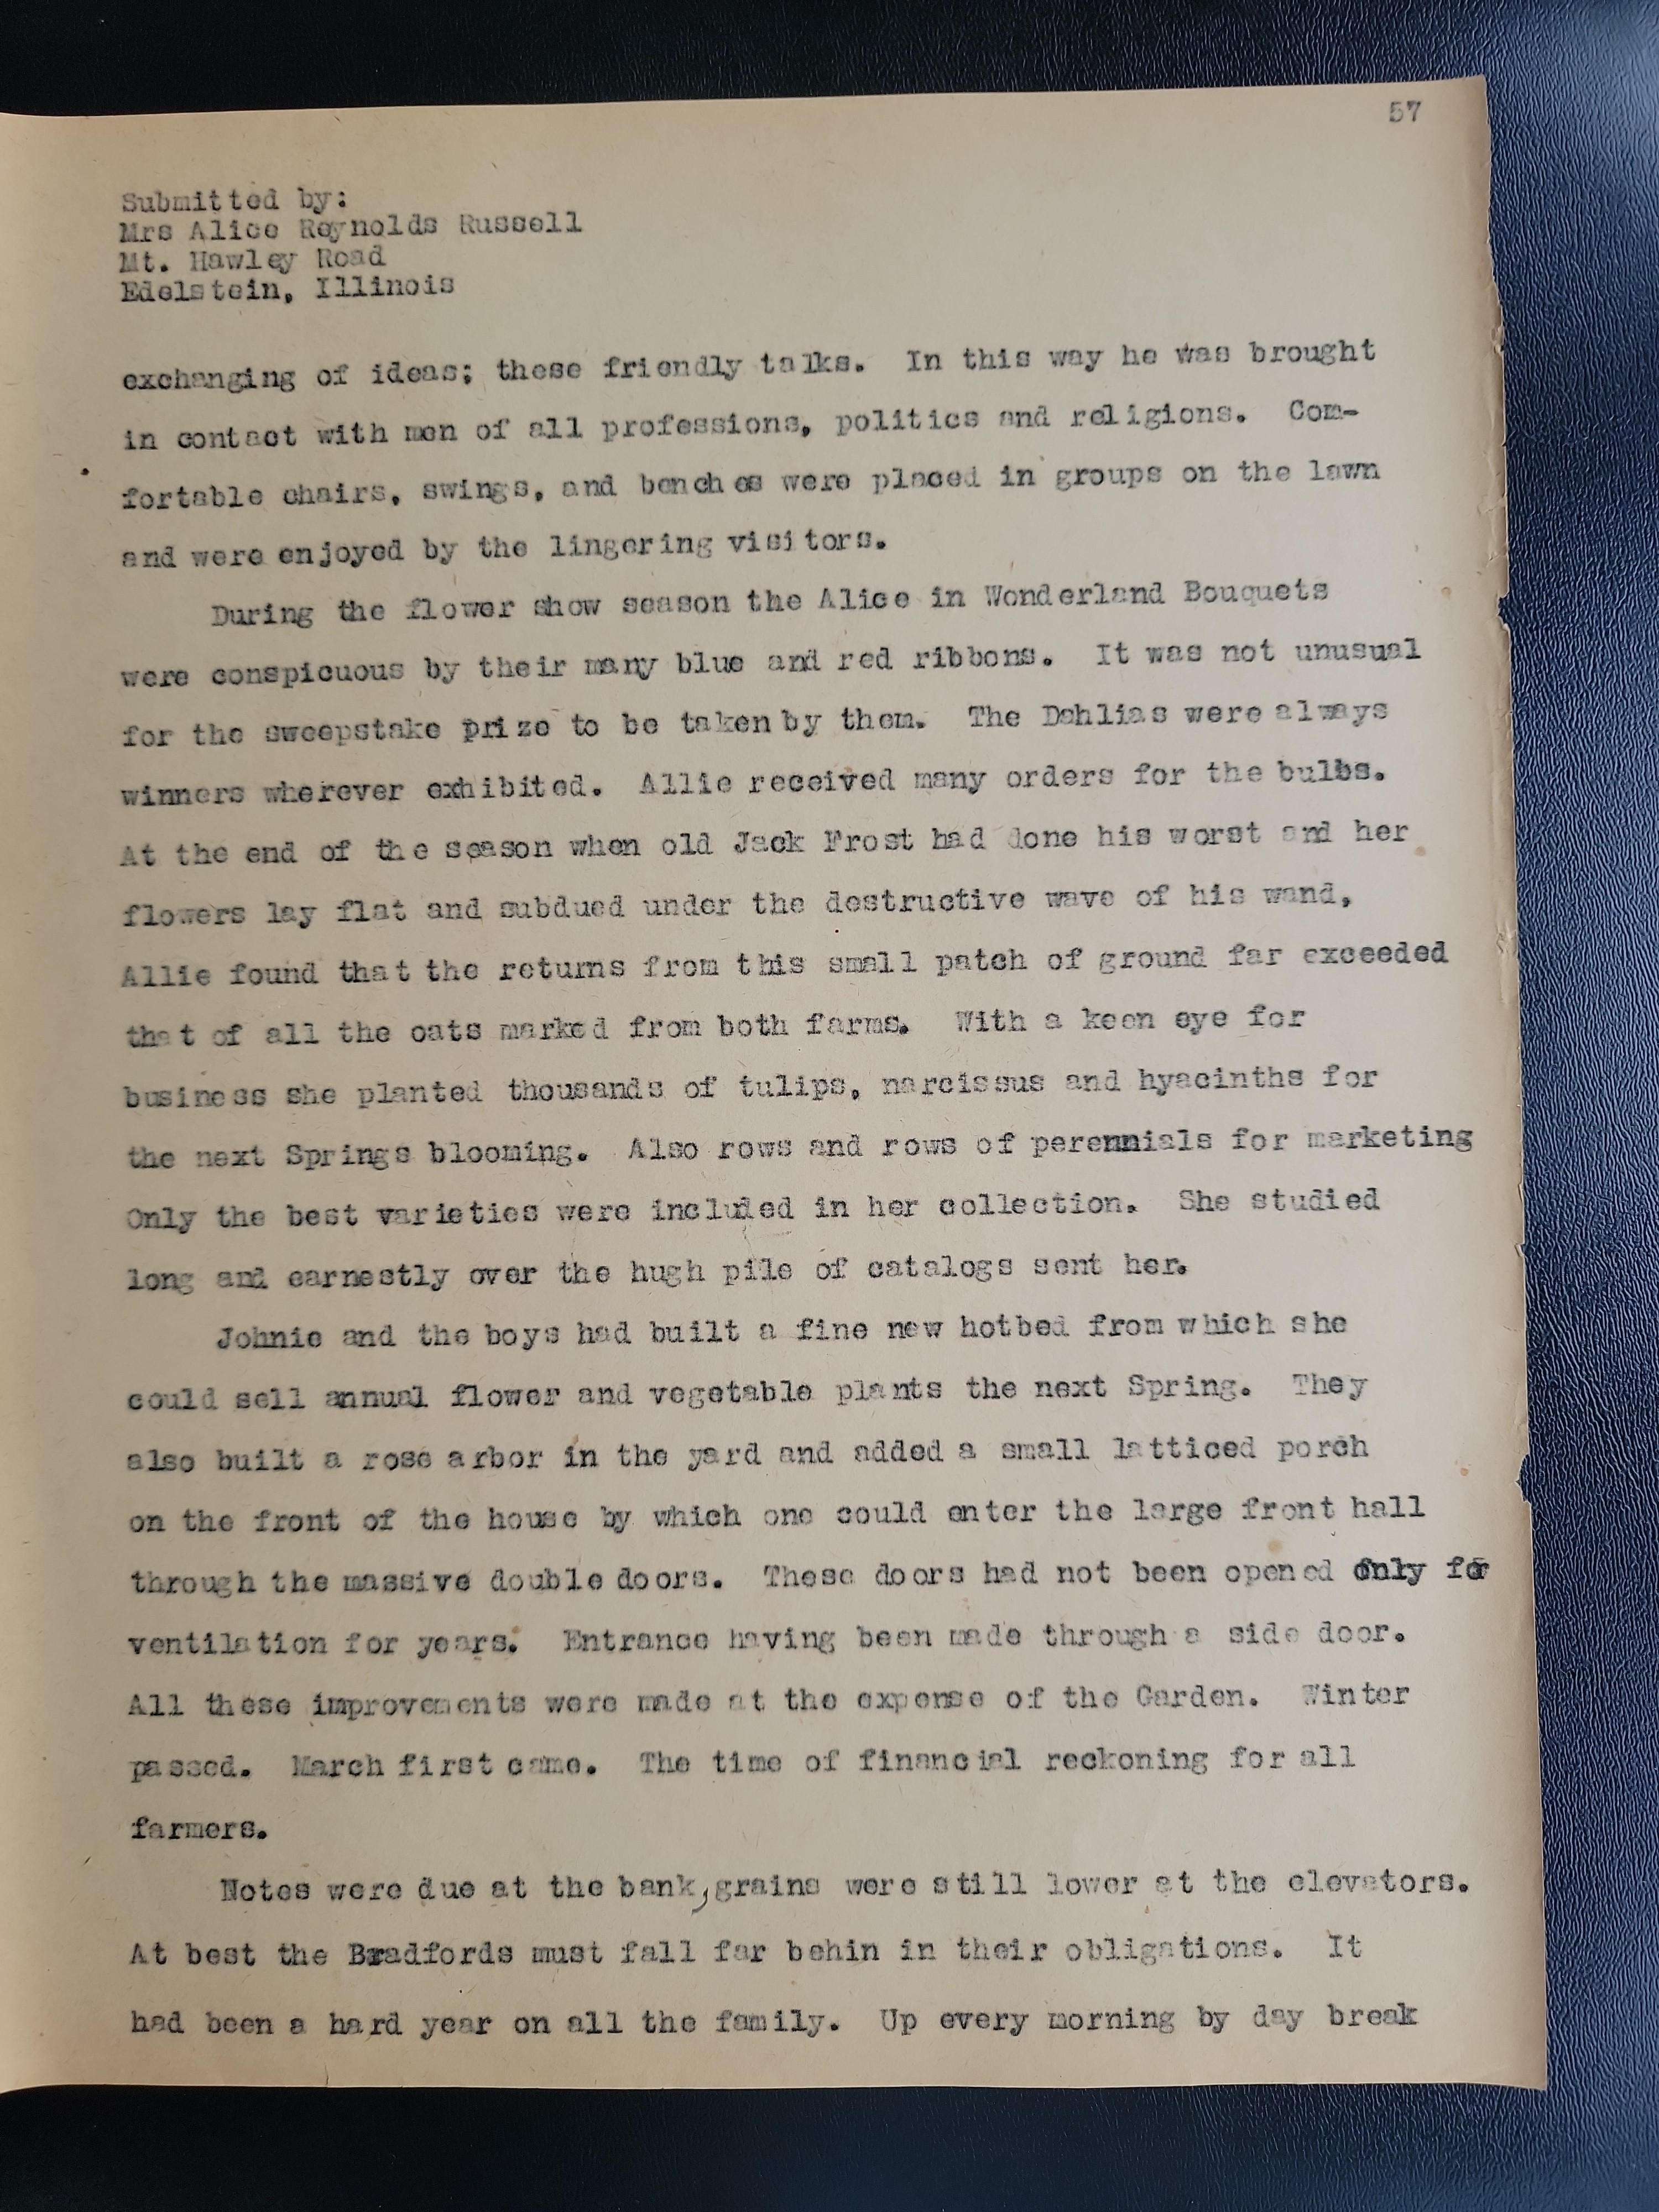 57
Submitted by:
Mrs Alice Reynolds Russell
Mt. Hawley Road
Edelstein, Illinois
exchanging of ideas; these friendly talks. In this way he was brought
in contact with men of all professions, politics and religions. Com-
fortable chairs, swings, and benches were placed in groups on the lawn
and were enjoyed by the lingering visitors.
During the flower show season the Alice in Wonderland Bouquets
were conspicuous by their many blue and red ribbons. It was not unusual
for the sweepstake prize to be taken by them. The Dahlias were always
winners wherever exhibited. Allie received many orders for the bulbs.
At the end of the season when old Jack Frost had done his worst and her
flowers lay flat and subdued under the destructive wave of his wand,
Allie found that the returns from this small patch of ground far exceeded
that of all the oats marked from both farms. With a keen eye for
business she planted thousands of tulips, narcissus and hyacinths for
the next Springs blooming. Also rows and rows of perennials for marketing
Only the best varieties were included in her collection. She studied
long and earnestly over the hugh pile of catalogs sent her.
Johnie and the boys had built a fine new hotbed from which she
could sell annual flower and vegetable plants the next Spring. They
also built a rose arbor in the yard and added a small latticed porch
on the front of the house by which one could enter the large front hall
through the massive double doors. These doors had not been opened only for
ventilation for years. Entrance having been made through a side door.
All these improvements were made at the expense of the Garden. Winter
passed. March first came. The time of financial reckoning for all
farmers.
Notes were due at the bank, grains were still lower at the elevators.
At best the Bradfords must fall far behin in their obligations. It
had been a hard year on all the family. Up every morning by day break